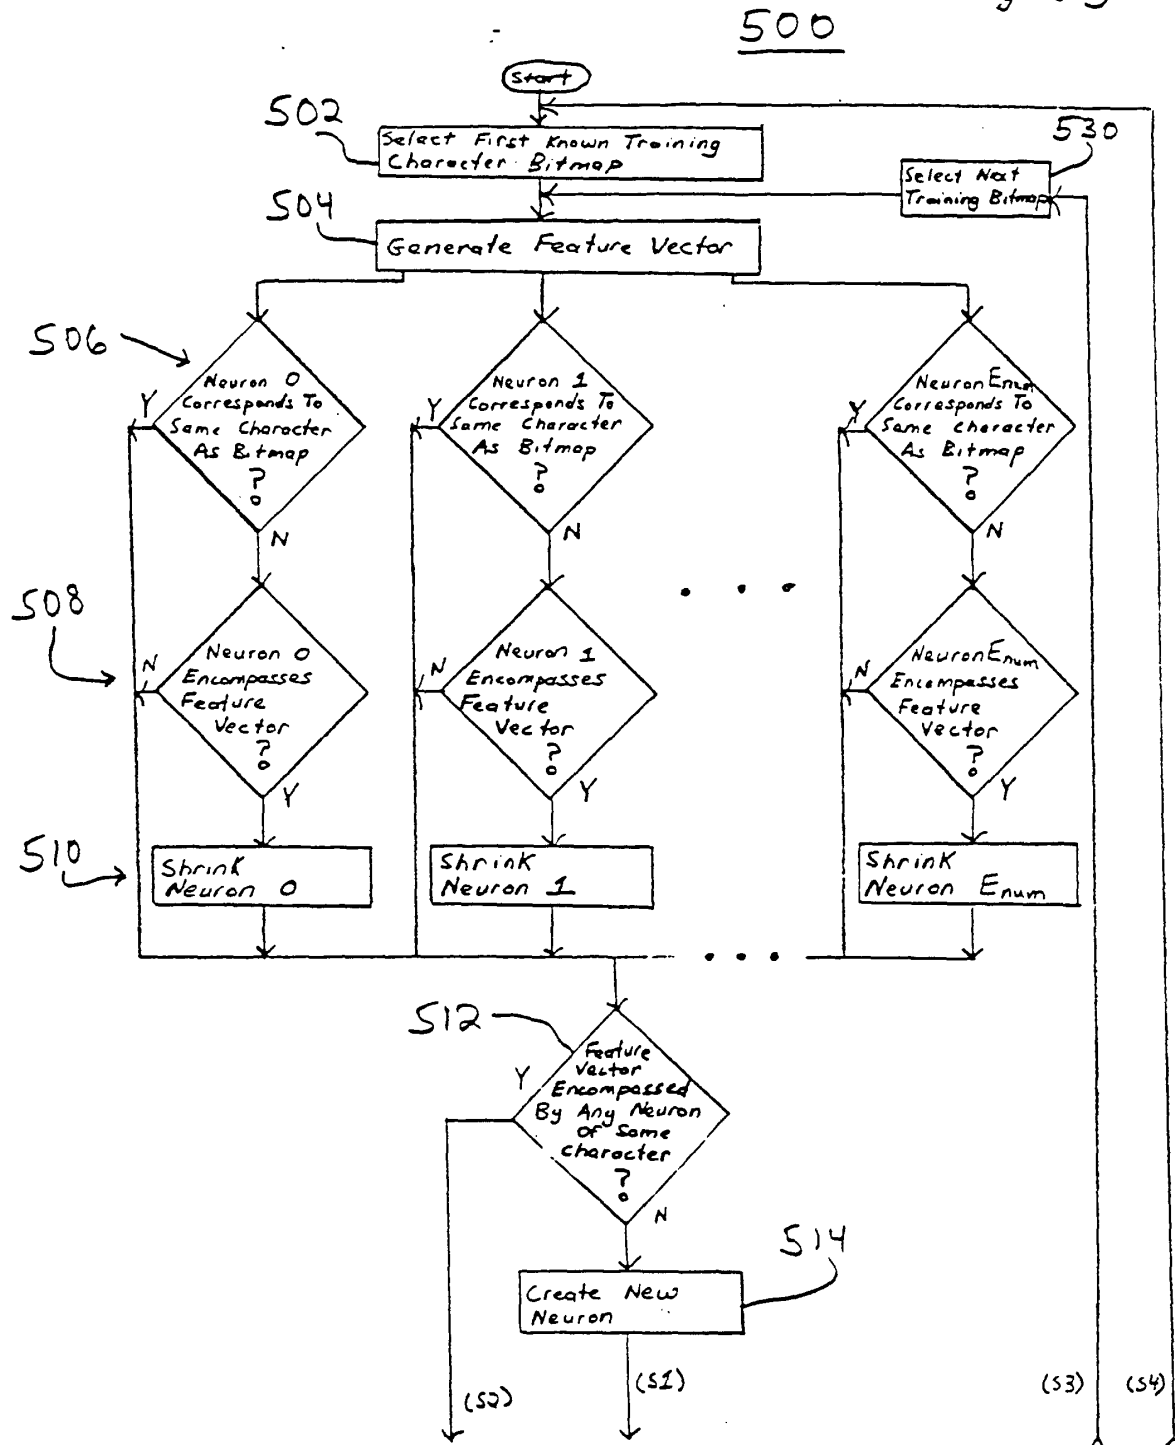 500
Start
502
530
Select First Known Training
Character Bitmap
Select Next
Training Bitmap
504
Generate Feature Vector
506
Neuron 0
Corresponds To
Same Character
As Bitmap
?
Y
N
Neuron 1
Corresponds To
Same Character
As Bitmap
?
Y
N
Neuron Enum
Corresponds To
Same Character
As Bitmap
?
Y
N
508
Neuron 0
Encompasses
Feature
Vector
?
N
Y
Neuron 1
Encompasses
Feature
Vector
?
N
Y
. . .
Neuron Enum
Encompasses
Feature
Vector
?
N
Y
510
Shrink
Neuron 0
Shrink
Neuron 1
Shrink
Neuron Enum
. . .
512
Feature
Vector
Encompassed
By Any Neuron
Of Same
Character
?
Y
N
514
Create New
Neuron
(S2)
(S1)
(S3)
(S4)